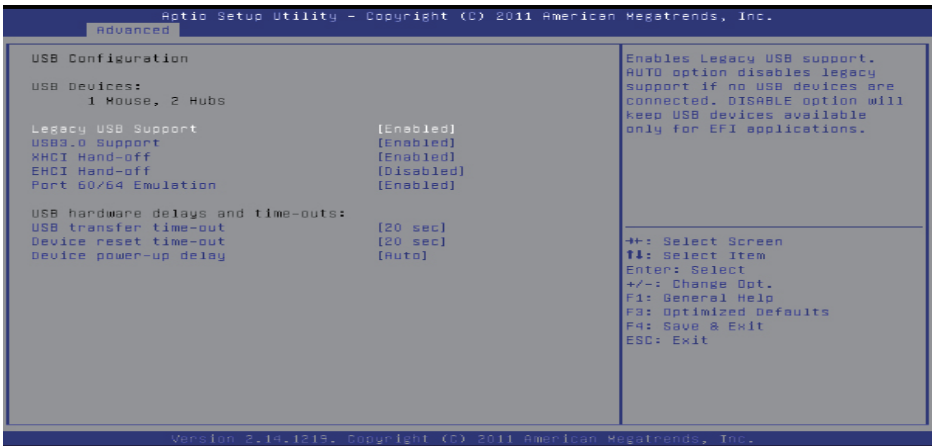 Aptio Setup Utility – Copyright (C) 2011 American Megatrends, Inc.
Advanced
USB Configuration
USB Devices:
1 Mouse, 2 Hubs
Legacy USB Support [Enabled]
USB3.0 Support [Enabled]
XHCI Hand-off [Enabled]
EHCI Hand-off [Disabled]
Port 60/64 Emulation [Enabled]
USB hardware delays and time-outs:
USB transfer time-out [20 sec]
Device reset time-out [20 sec]
Device power-up delay [Auto]
Enables Legacy USB support.
AUTO option disables legacy
support if no USB devices are
connected. DISABLE option will
keep USB devices available
only for EFI applications.
→←: Select Screen
↑↓: Select Item
Enter: Select
+/-: Change Opt.
F1: General Help
F3: Optimized Defaults
F4: Save & Exit
ESC: Exit
Version 2.14.1219. Copyright (C) 2011 American Megatrends, Inc.